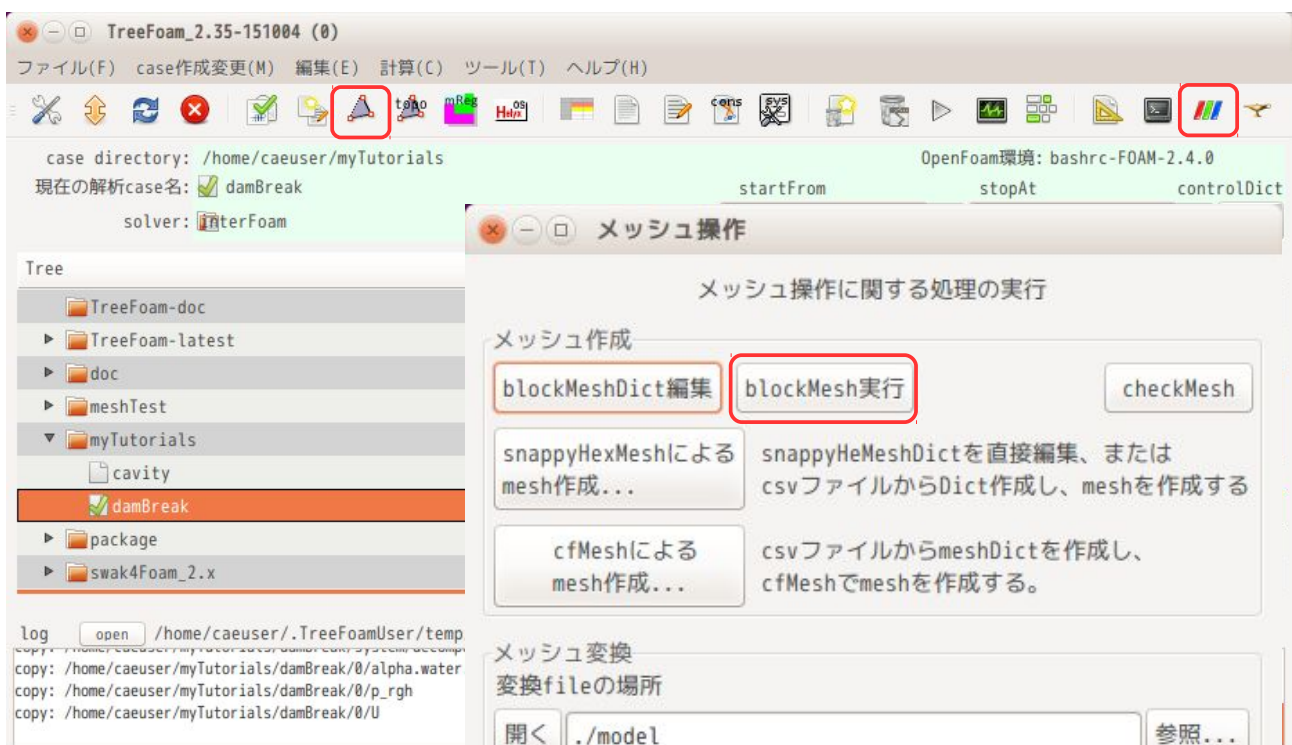 TreeFoam_2.35-151004 (0)
ファイル(F) case作成変更(M) 編集(E) 計算(C) ツール(T) ヘルプ(H)
topo mReg Helyx OS cons SYS
case directory: /home/caeuser/myTutorials
OpenFoam環境: bashrc-FOAM-2.4.0
現在の解析case名: damBreak
startFrom stopAt controlDict
solver: interFoam
メッシュ操作
Tree
メッシュ操作に関する処理の実行
TreeFoam-doc
TreeFoam-latest
doc
meshTest
myTutorials
cavity
damBreak
package
swak4Foam_2.x
メッシュ作成
blockMeshDict編集 blockMesh実行 checkMesh
snappyHexMeshによる
mesh作成...
snappyHeMeshDictを直接編集、または
csvファイルからDict作成し、meshを作成する
cfMeshによる
mesh作成...
csvファイルからmeshDictを作成し、
cfMeshでmeshを作成する。
log open /home/caeuser/.TreeFoamUser/temp
copy: /home/caeuser/myTutorials/damBreak/0/alpha.water
copy: /home/caeuser/myTutorials/damBreak/0/p_rgh
copy: /home/caeuser/myTutorials/damBreak/0/U
メッシュ変換
変換fileの場所
開く ./model 参照...